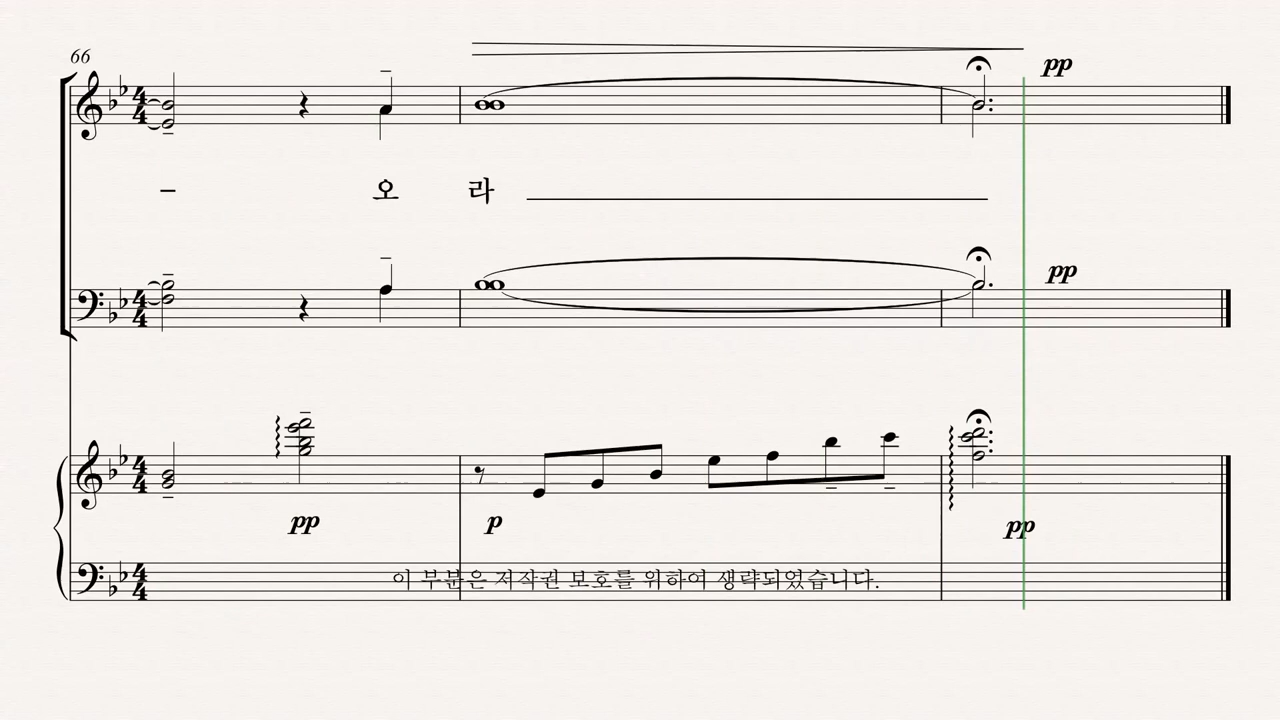 66
pp
– 오 라
pp
pp p pp
이 부분은 저작권 보호를 위하여 생략되었습니다.